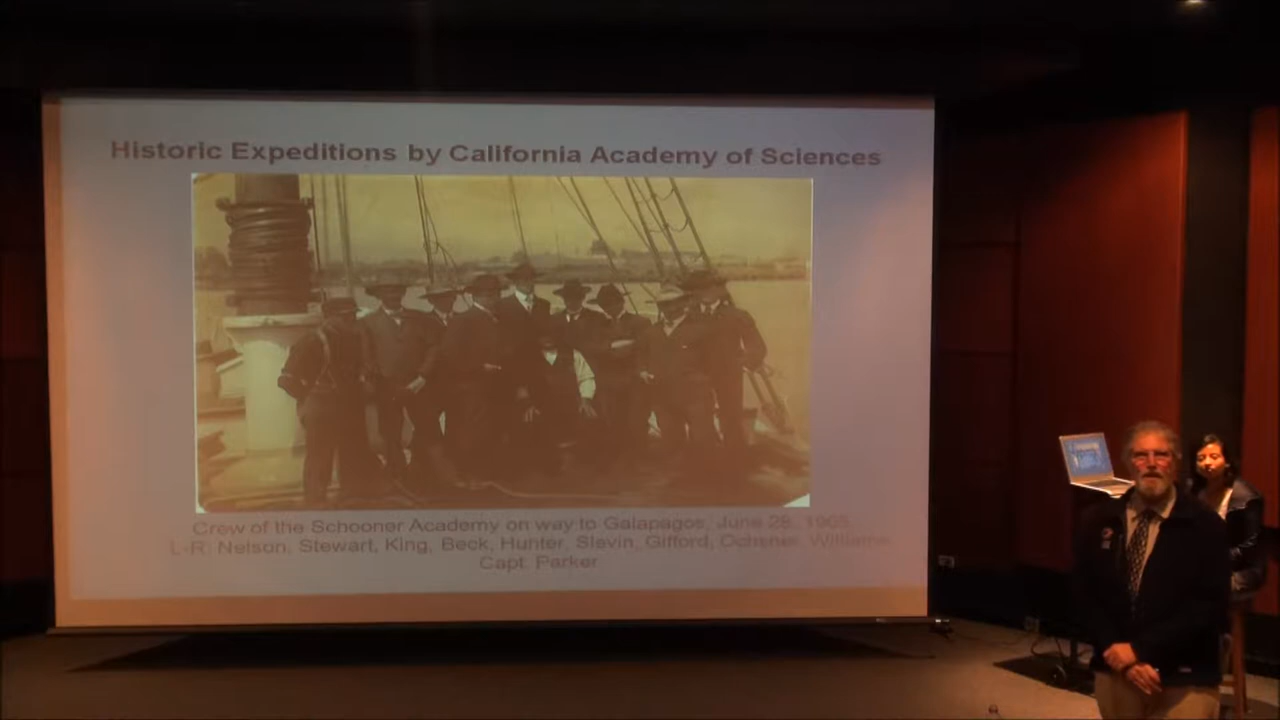 Historic Expeditions by California Academy of Sciences
Crew of the Schooner Academy on way to Galapagos, June 28, 1905
L-R: Nelson, Stewart, King, Beck, Hunter, Slevin, Gifford, Ochsner, Williams
Capt. Parker